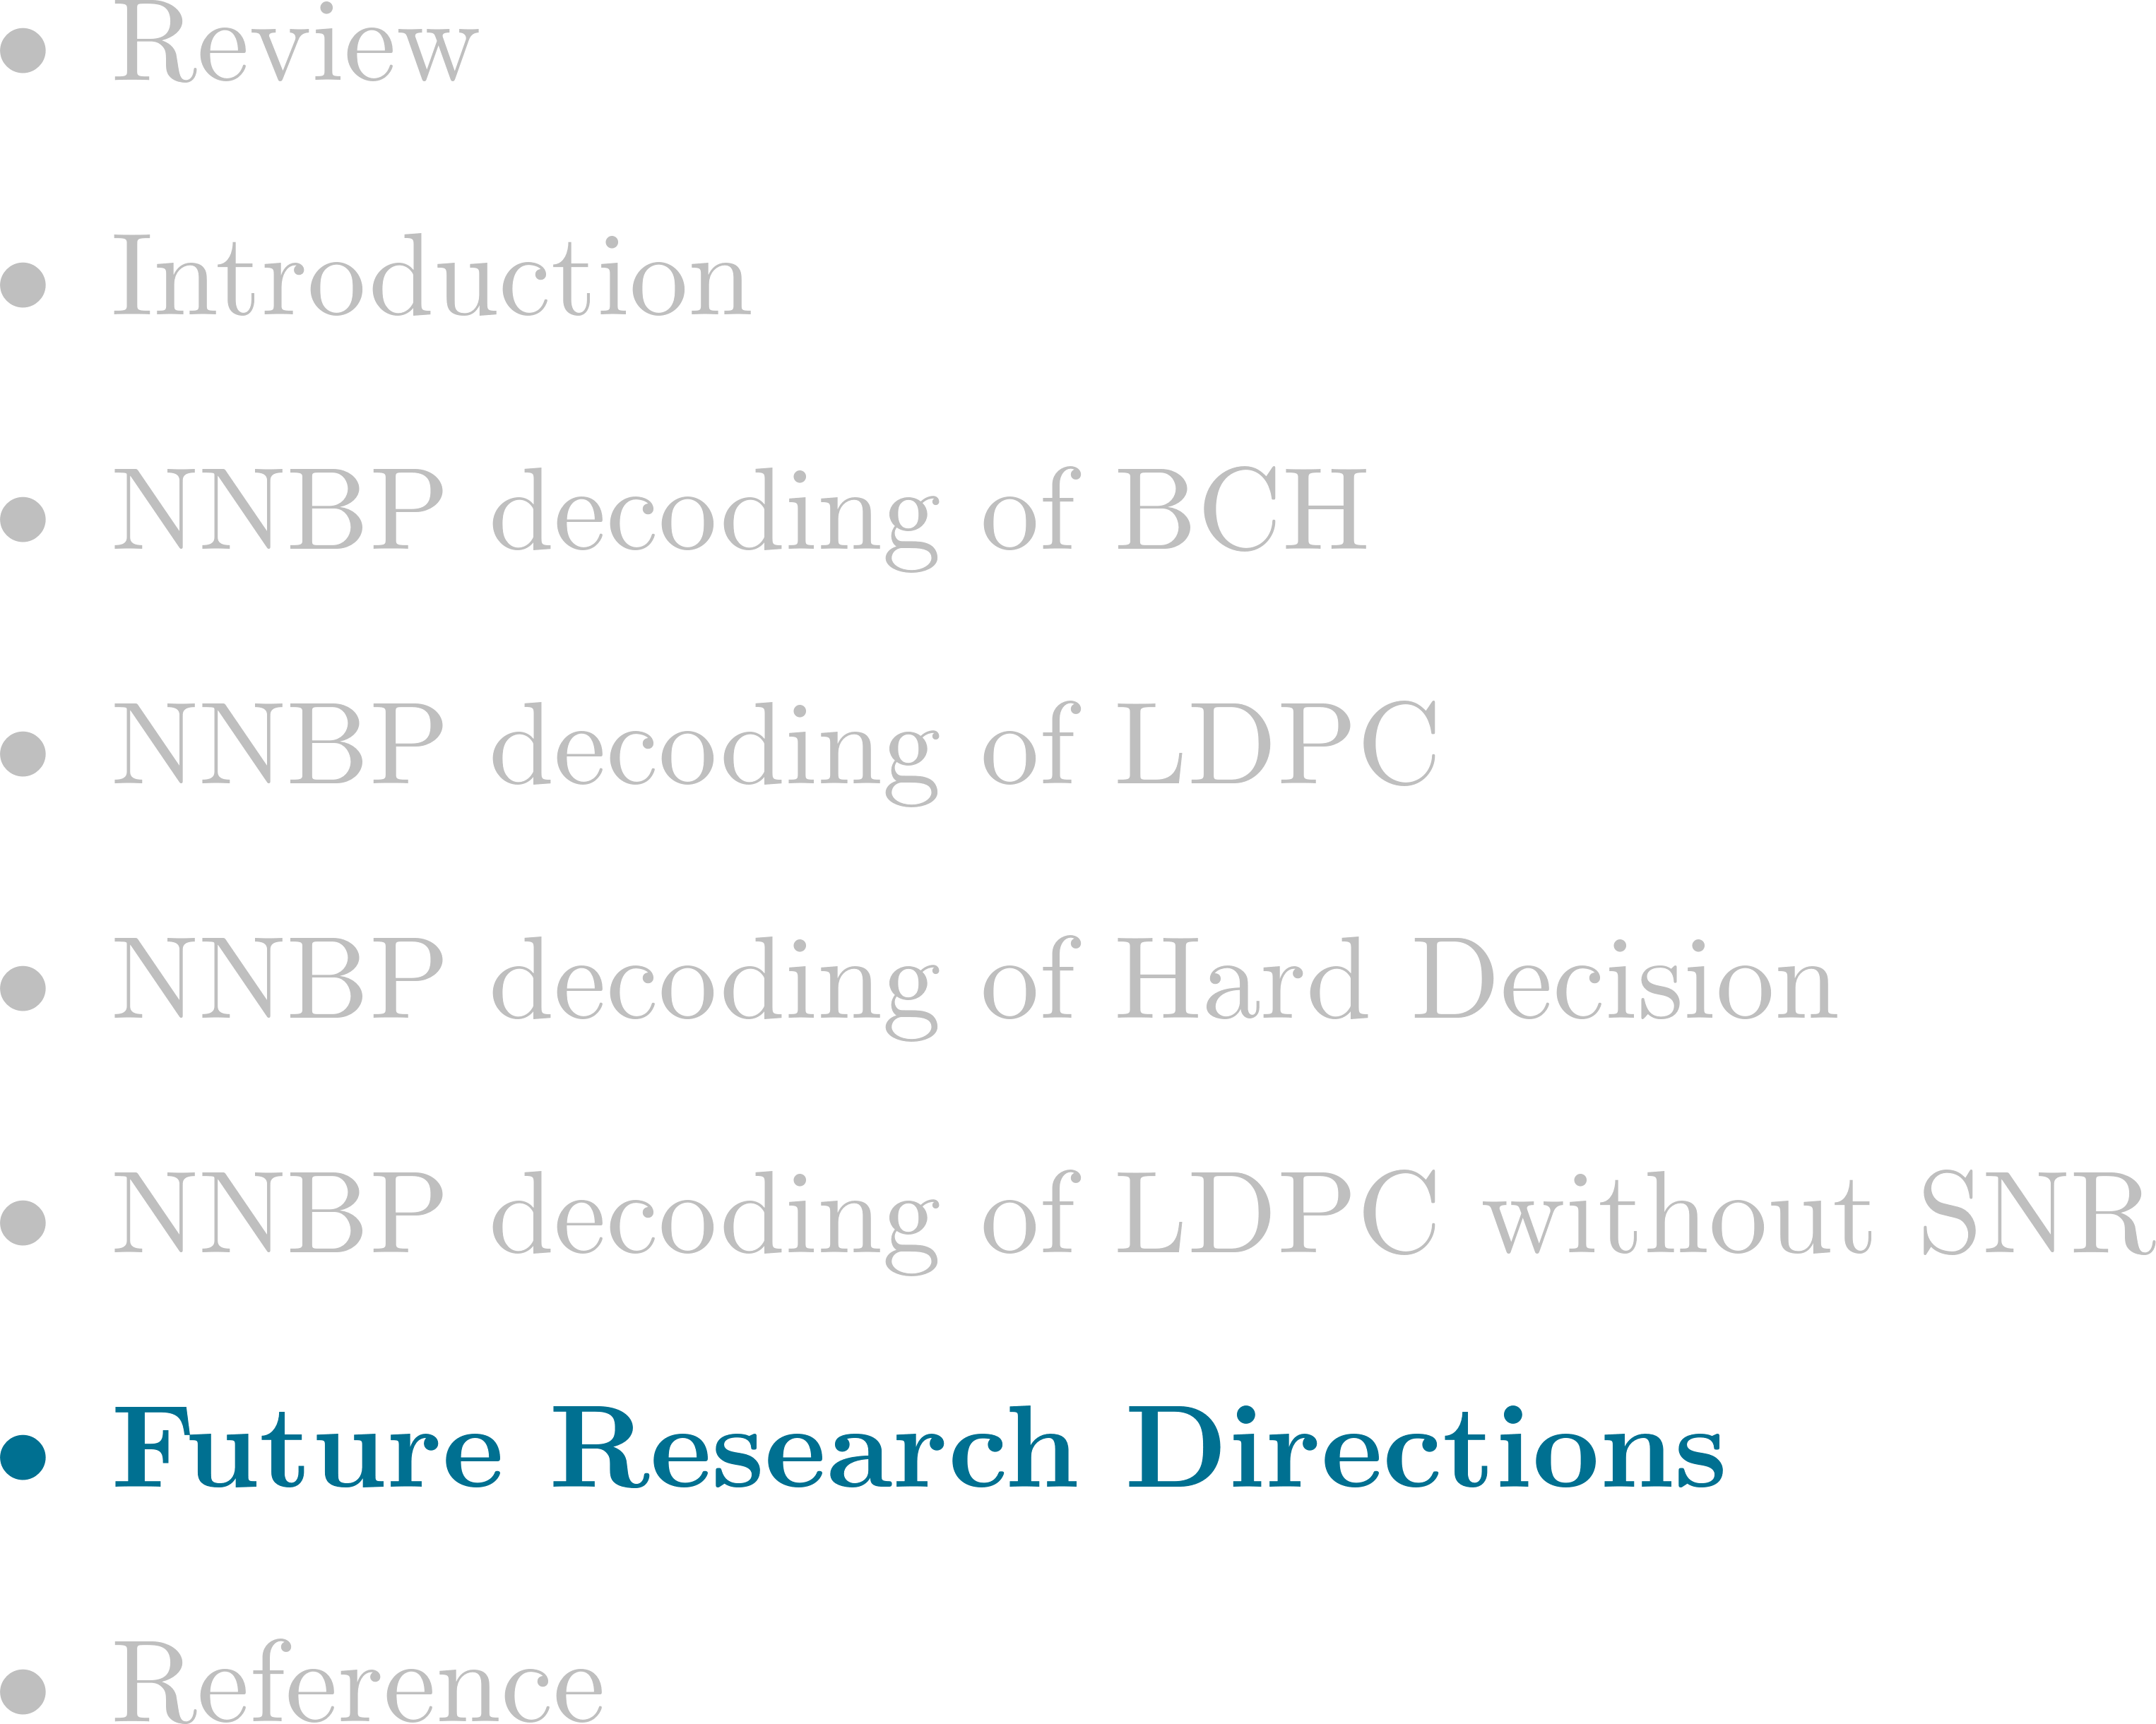 • Review
• Introduction
• NNBP decoding of BCH
• NNBP decoding of LDPC
• NNBP decoding of Hard Decision
• NNBP decoding of LDPC without SNR
• Future Research Directions
• Reference